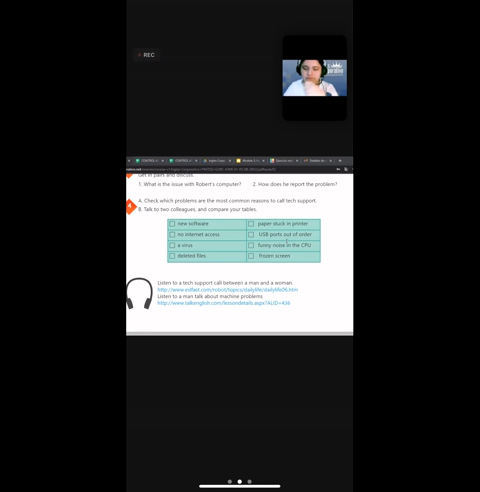 REC
Get in pairs and discuss.
1. What is the issue with Robert's computer?
2. How does he report the problem?
4
A. Check which problems are the most common reasons to call tech support.
B. Talk to two colleagues, and compare your tables.
new software
paper stuck in printer
no Internet access
USB ports out of order
a virus
funny noise in the CPU
deleted files
frozen screen
Listen to a tech support call between a man and a woman.
http://www.eslfast.com/robot/topics/dailylife/dailylife06.htm
Listen to a man talk about machine problems
http://www.talkenglish.com/lessondetails.aspx?ALID=436